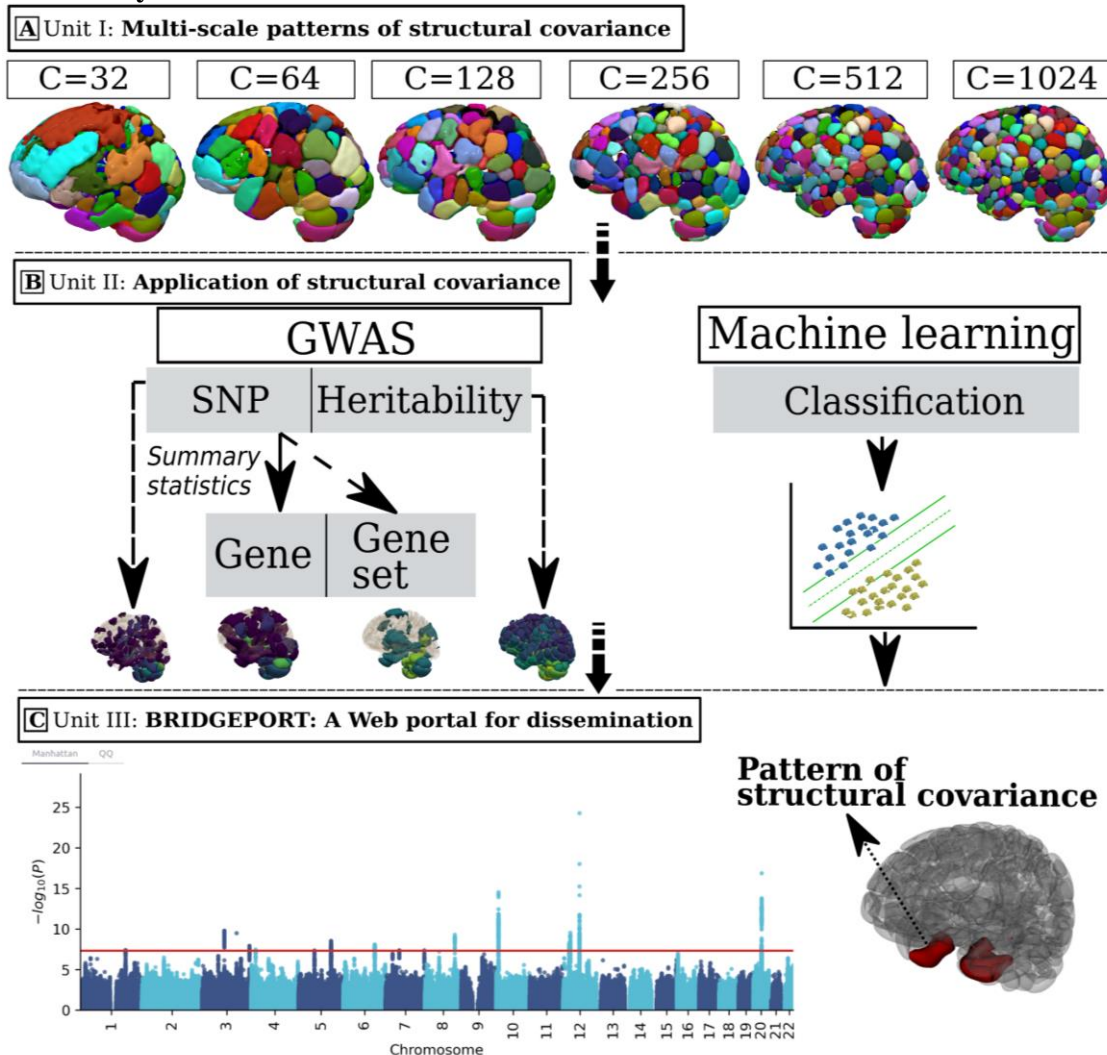 A Unit I: Multi-scale patterns of structural covariance
C=32 C=64 C=128 C=256 C=512 C=1024
B Unit II: Application of structural covariance
GWAS
SNP Heritability
Summary
statistics
Gene
Gene
set
Machine learning
Classification
C Unit III: BRIDGEPORT: A Web portal for dissemination
Manhattan QQ
25
20
15
10
5
0
−log10(P)
1 2 3 4 5 6 7 8 9 10 11 12 13 14 15 16 17 18 19 20 21 22
Chromosome
Pattern of
structural covariance